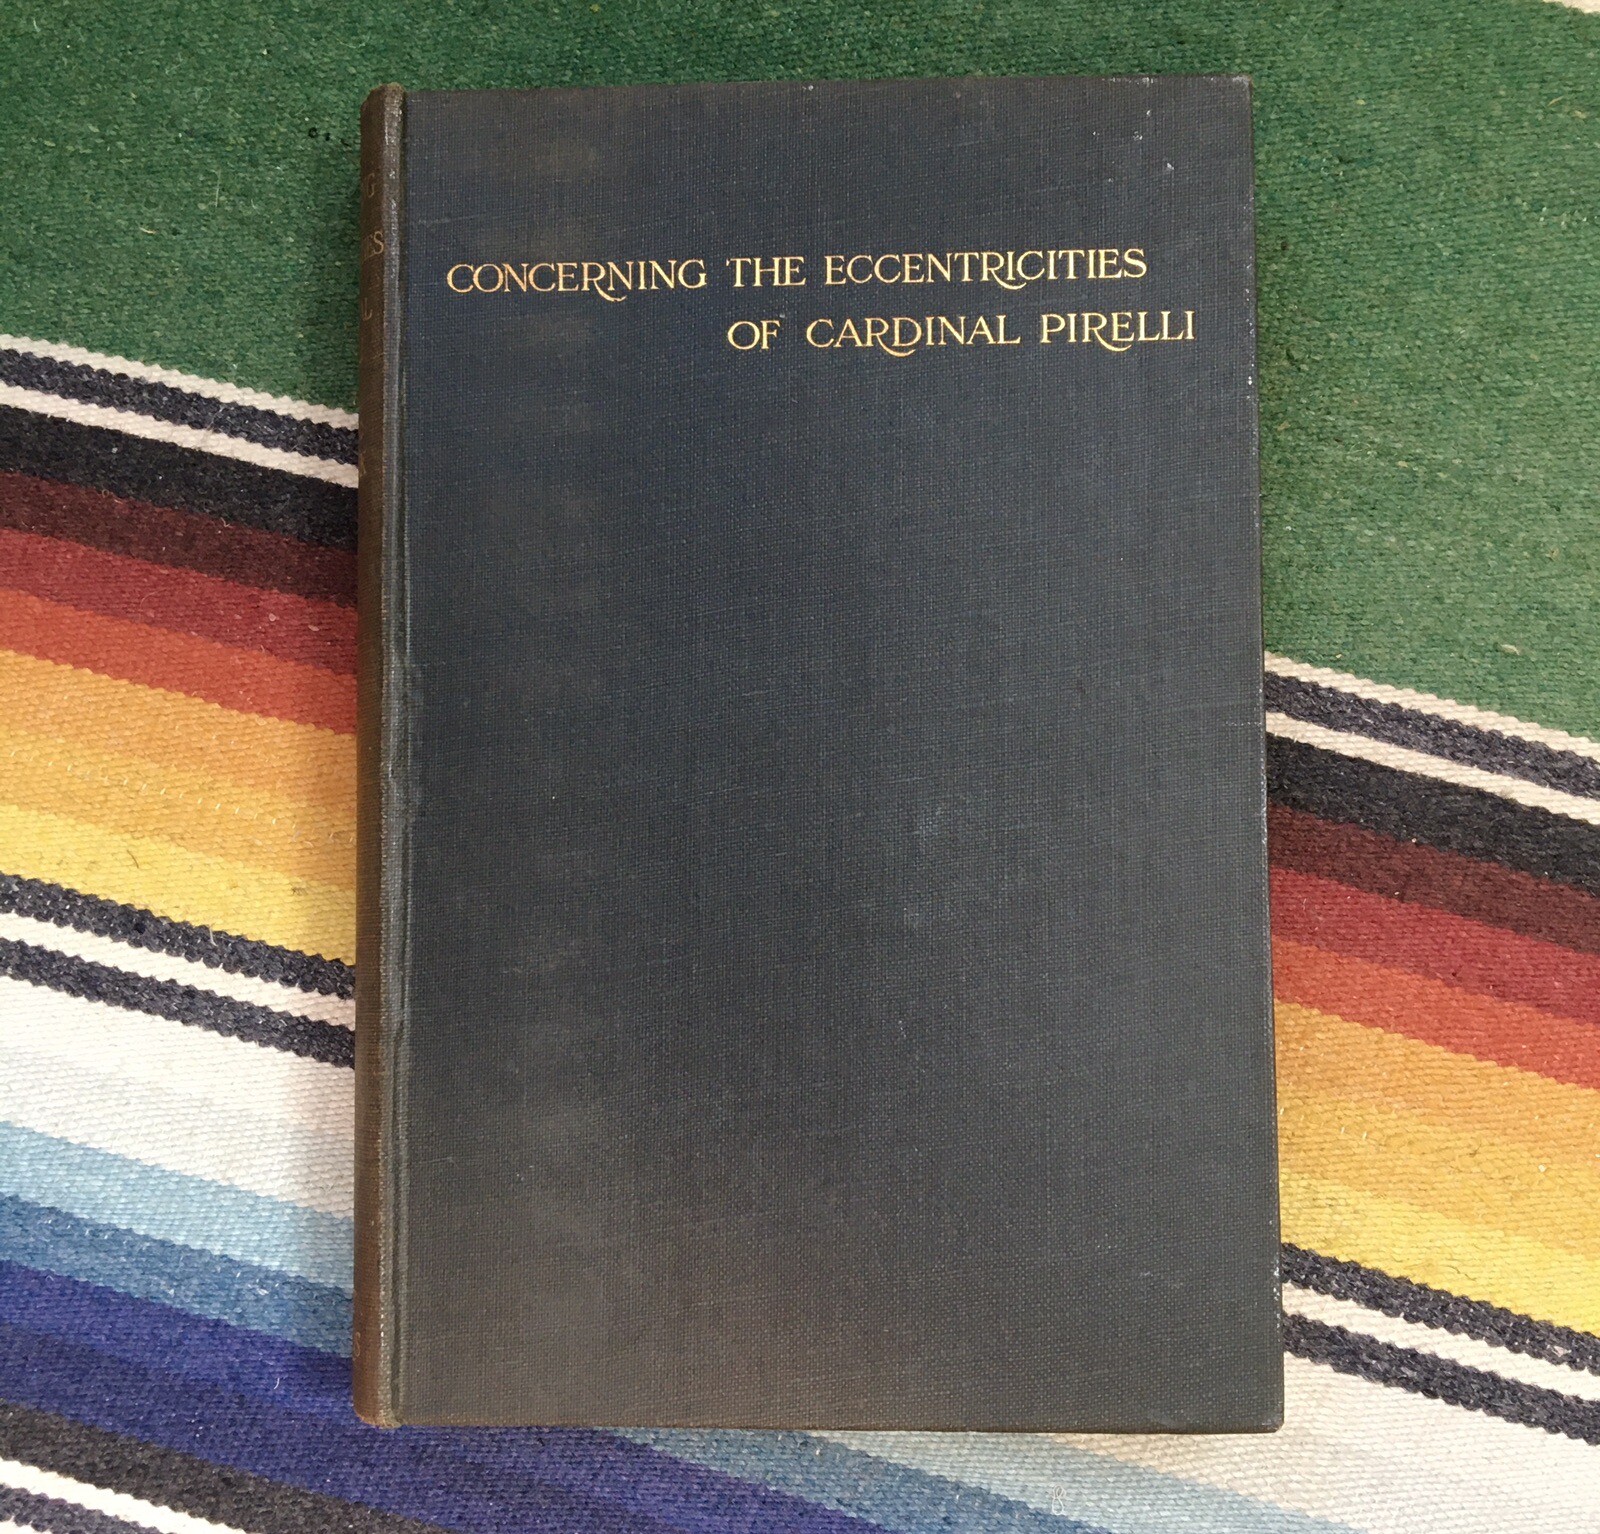 CONCERNING THE ECCENTRICITIES
OF CARDINAL PIRELLI